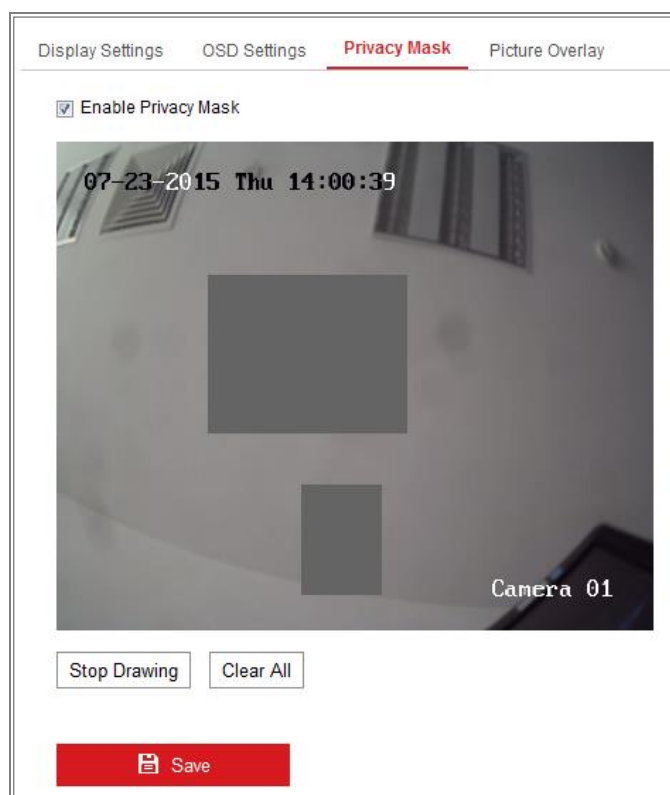 Display Settings OSD Settings Privacy Mask Picture Overlay
Enable Privacy Mask
07-23-2015 Thu 14:00:39
Camera 01
Stop Drawing Clear All
Save